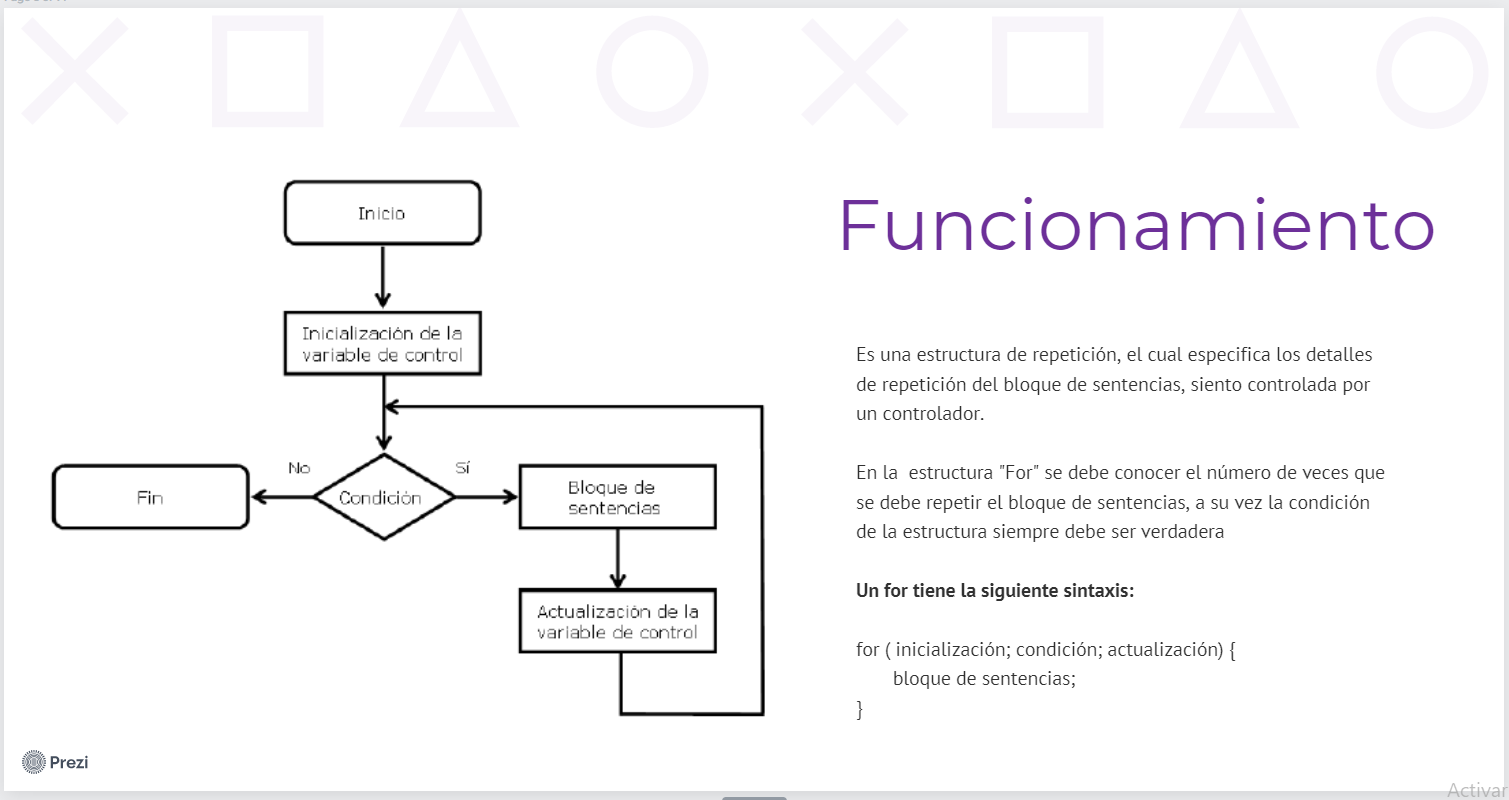 Inicio
Inicialización de la
variable de control
No
Sí
Fin
Condición
Bloque de
sentencias
Actualización de la
variable de control
Funcionamiento
Es una estructura de repetición, el cual especifica los detalles
de repetición del bloque de sentencias, siento controlada por
un controlador.
En la  estructura "For" se debe conocer el número de veces que
se debe repetir el bloque de sentencias, a su vez la condición
de la estructura siempre debe ser verdadera
Un for tiene la siguiente sintaxis:
for ( inicialización; condición; actualización) {
bloque de sentencias;
}
Prezi
Activar